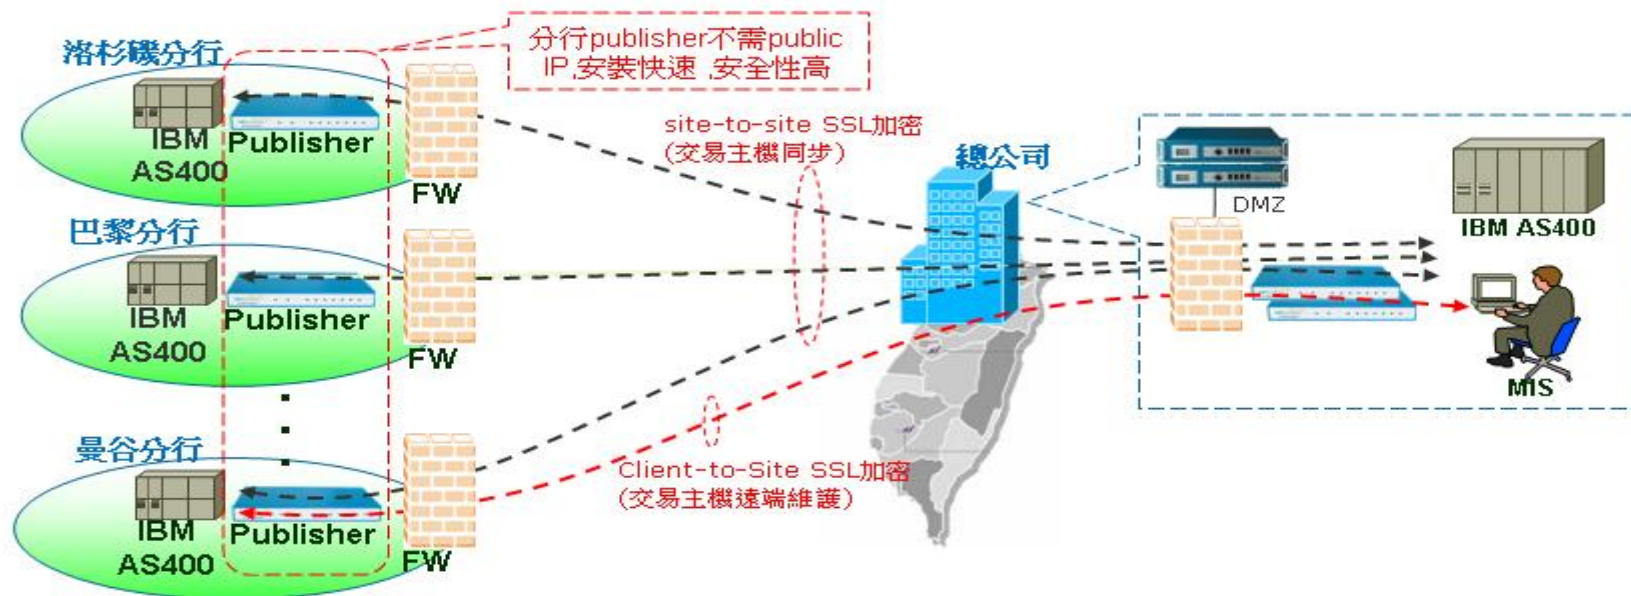 洛杉磯分行
IBM
AS400
Publisher
FW
分行publisher不需public
IP,安裝快速 ,安全性高
site-to-site SSL加密
(交易主機同步)
總公司
DMZ
IBM AS400
MIS
巴黎分行
IBM
AS400
Publisher
FW
曼谷分行
IBM
AS400
Publisher
FW
Client-to-Site SSL加密
(交易主機遠端維護)